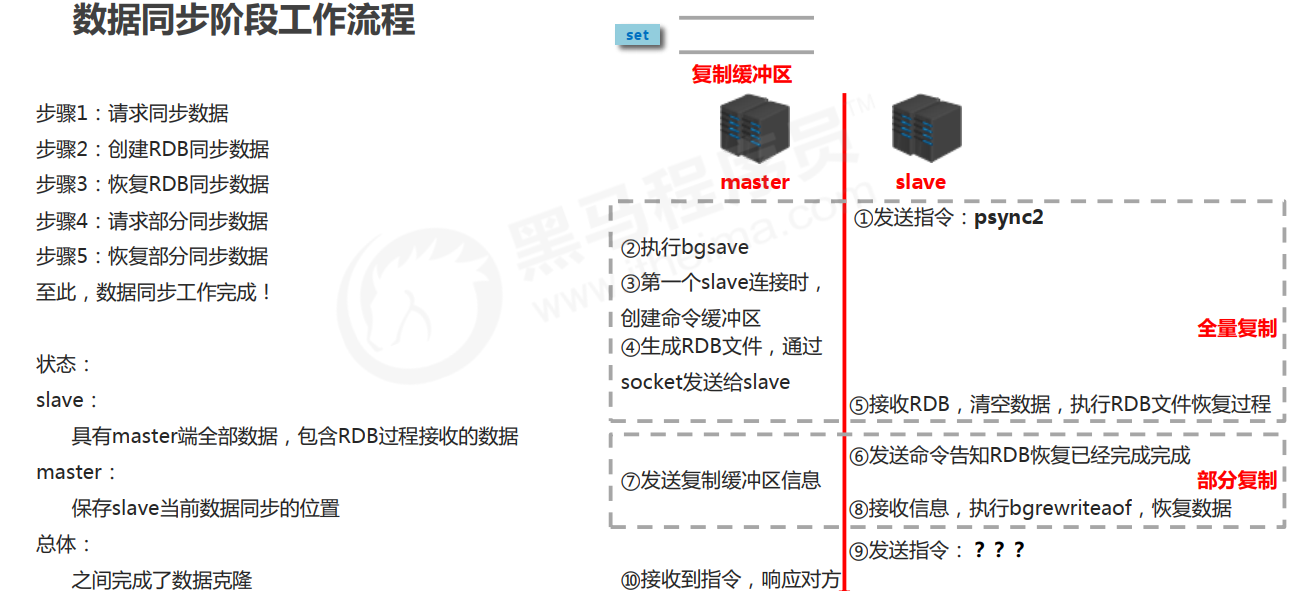 数据同步阶段工作流程
步骤1：请求同步数据
步骤2：创建RDB同步数据
步骤3：恢复RDB同步数据
步骤4：请求部分同步数据
步骤5：恢复部分同步数据
至此，数据同步工作完成！
状态：
slave：
具有master端全部数据，包含RDB过程接收的数据
master：
保存slave当前数据同步的位置
总体：
之间完成了数据克隆
set
复制缓冲区
master
slave
①发送指令：psync2
②执行bgsave
③第一个slave连接时，
创建命令缓冲区
④生成RDB文件，通过
socket发送给slave
全量复制
⑤接收RDB，清空数据，执行RDB文件恢复过程
⑥发送命令告知RDB恢复已经完成完成
⑦发送复制缓冲区信息
部分复制
⑧接收信息，执行bgrewriteaof，恢复数据
⑨发送指令：？？？
⑩接收到指令，响应对方
黑马程序员™
www.itheima.com